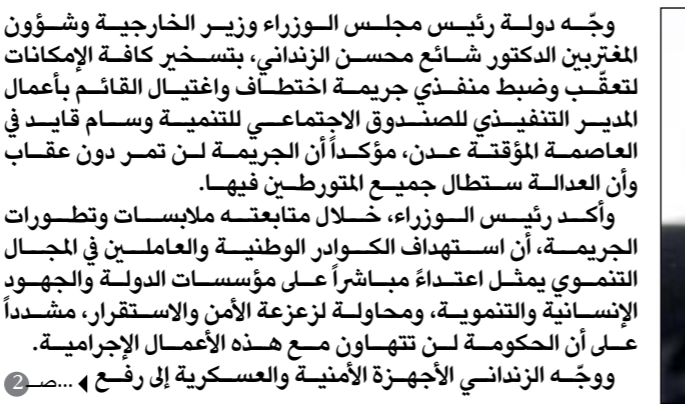 وجّه دولة رئيس مجلس الوزراء وزير الخارجية وشؤون
المغتربين الدكتور شائع محسن الزنداني، بتسخير كافة الإمكانات
لتعقّب وضبط منفذي جريمة اختطاف واغتيال القائم بأعمال
المدير التنفيذي للصندوق الاجتماعي للتنمية وسام قايد في
العاصمة المؤقتة عدن، مؤكداً أن الجريمة لن تمر دون عقاب
وأن العدالة ستطال جميع المتورطين فيها.
وأكد رئيس الوزراء، خلال متابعته ملابسات وتطورات
الجريمة، أن استهداف الكوادر الوطنية والعاملين في المجال
التنموي يمثل اعتداءً مباشراً على مؤسسات الدولة والجهود
الإنسانية والتنموية، ومحاولة لزعزعة الأمن والاستقرار، مشدداً
على أن الحكومة لن تتهاون مع هذه الأعمال الإجرامية.
ووجّه الزنداني الأجهزة الأمنية والعسكرية إلى رفع ...صـ2